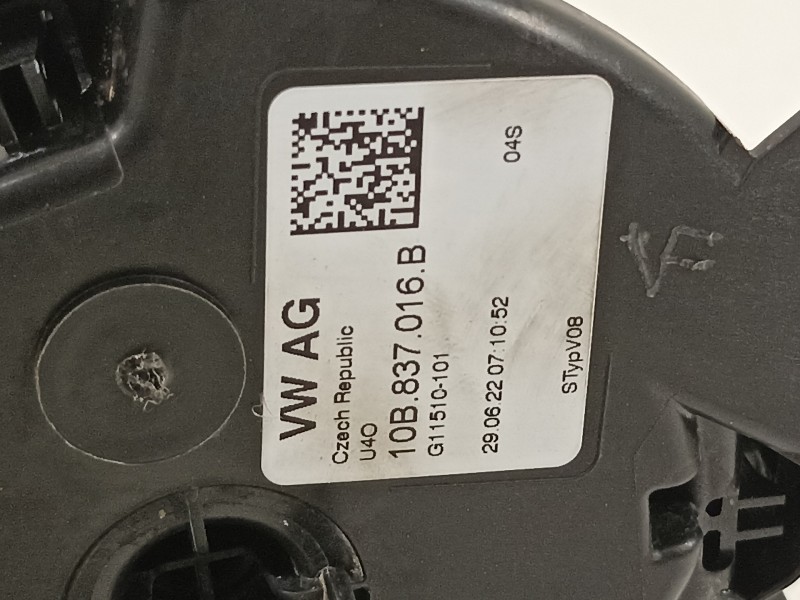 VW AG
Czech Republic
U4O
10B.837.016.B
G11510-101
04S
29.06.22 07:10:52
STypV08